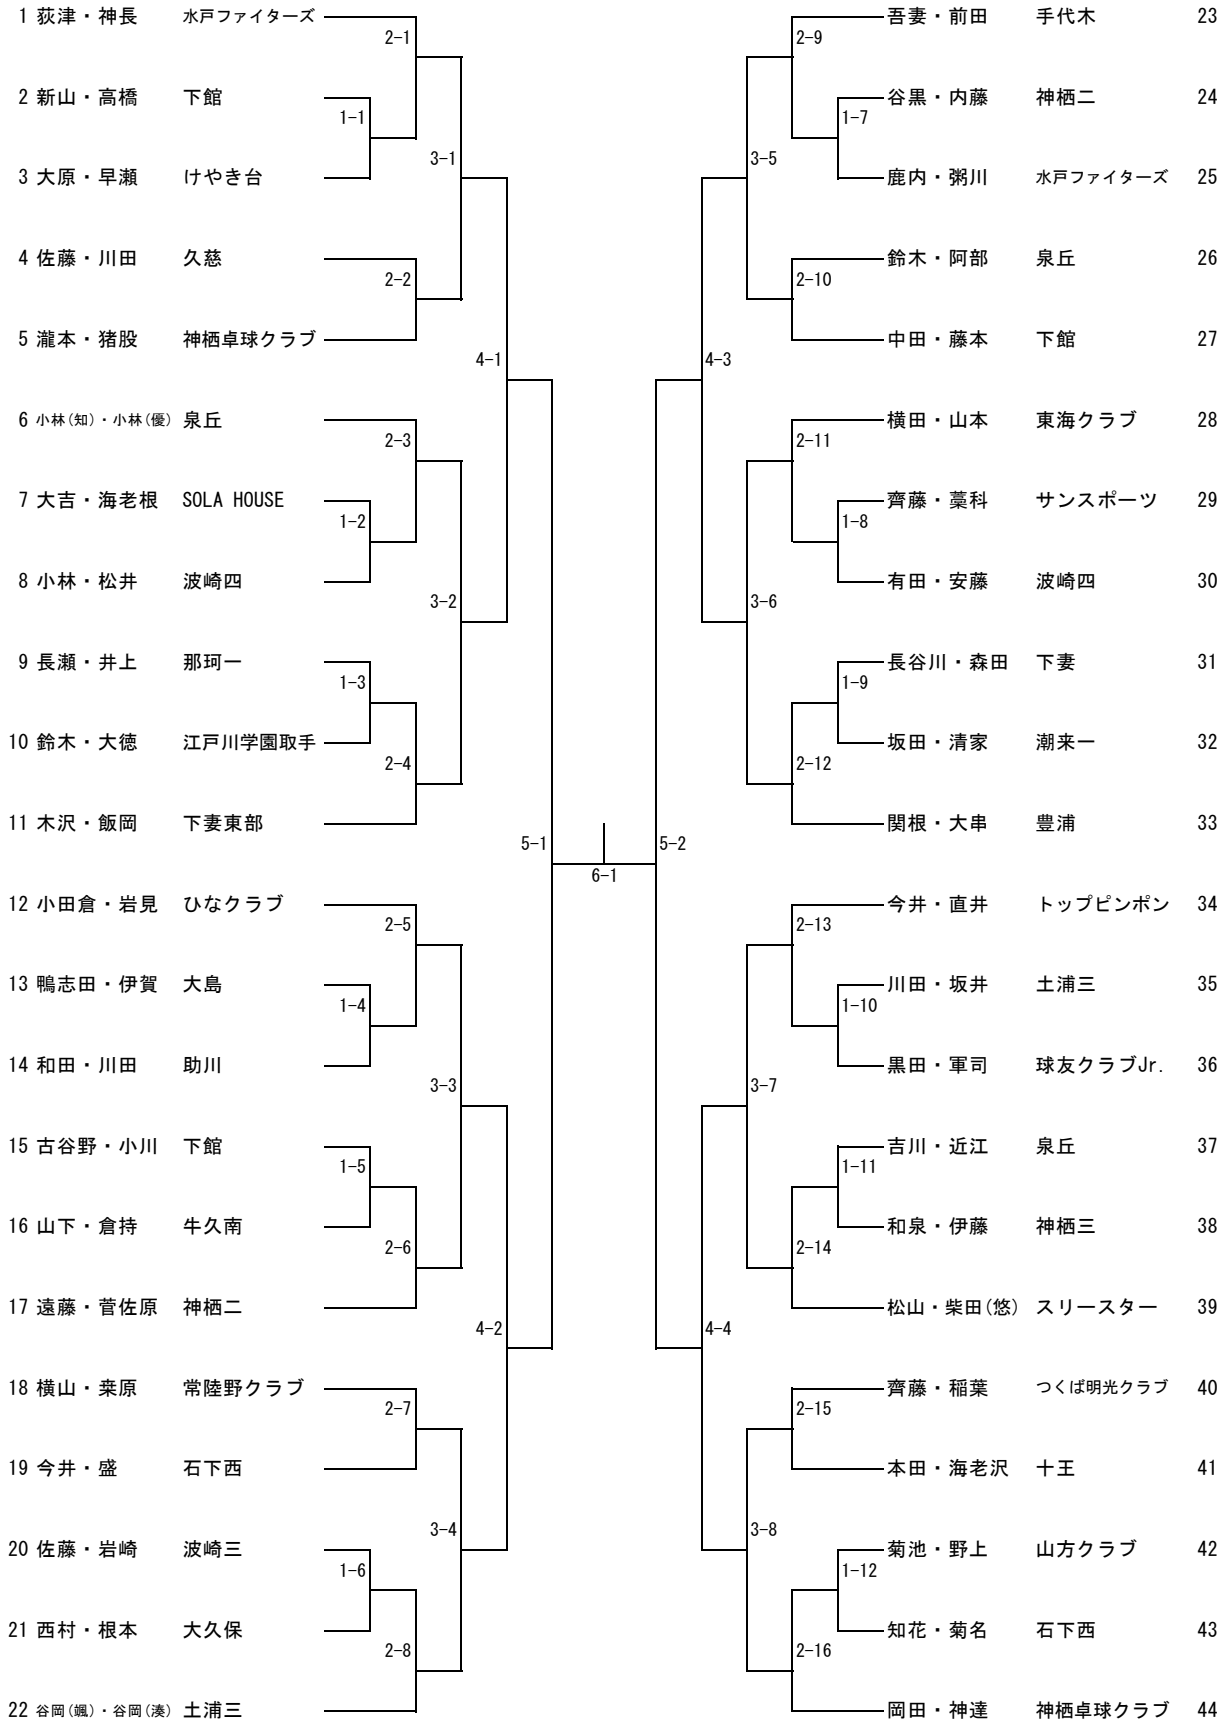 1 荻津・神長 水戸ファイターズ
2-1
2 新山・高橋 下館
1-1
3-1
3 大原・早瀬 けやき台
4 佐藤・川田 久慈
2-2
5 瀧本・猪股 神栖卓球クラブ
4-1
6 小林(知)・小林(優) 泉丘
2-3
7 大吉・海老根 SOLA HOUSE
1-2
8 小林・松井 波崎四
3-2
9 長瀬・井上 那珂一
1-3
10 鈴木・大徳 江戸川学園取手
2-4
11 木沢・飯岡 下妻東部
5-1
12 小田倉・岩見 ひなクラブ
2-5
13 鴨志田・伊賀 大島
1-4
14 和田・川田 助川
3-3
15 古谷野・小川 下館
1-5
16 山下・倉持 牛久南
2-6
17 遠藤・菅佐原 神栖二
4-2
18 横山・桒原 常陸野クラブ
2-7
19 今井・盛 石下西
3-4
20 佐藤・岩崎 波崎三
1-6
21 西村・根本 大久保
2-8
22 谷岡(颯)・谷岡(湊) 土浦三
6-1
吾妻・前田 手代木 23
2-9
谷黒・内藤 神栖二 24
1-7
3-5
鹿内・粥川 水戸ファイターズ 25
鈴木・阿部 泉丘 26
2-10
中田・藤本 下館 27
4-3
横田・山本 東海クラブ 28
2-11
齊藤・藁科 サンスポーツ 29
1-8
有田・安藤 波崎四 30
3-6
長谷川・森田 下妻 31
1-9
坂田・清家 潮来一 32
2-12
関根・大串 豊浦 33
5-2
今井・直井 トップピンポン 34
2-13
川田・坂井 土浦三 35
1-10
黒田・軍司 球友クラブJr. 36
3-7
吉川・近江 泉丘 37
1-11
和泉・伊藤 神栖三 38
2-14
松山・柴田(悠) スリースター 39
4-4
齊藤・稲葉 つくば明光クラブ 40
2-15
本田・海老沢 十王 41
3-8
菊池・野上 山方クラブ 42
1-12
知花・菊名 石下西 43
2-16
岡田・神達 神栖卓球クラブ 44